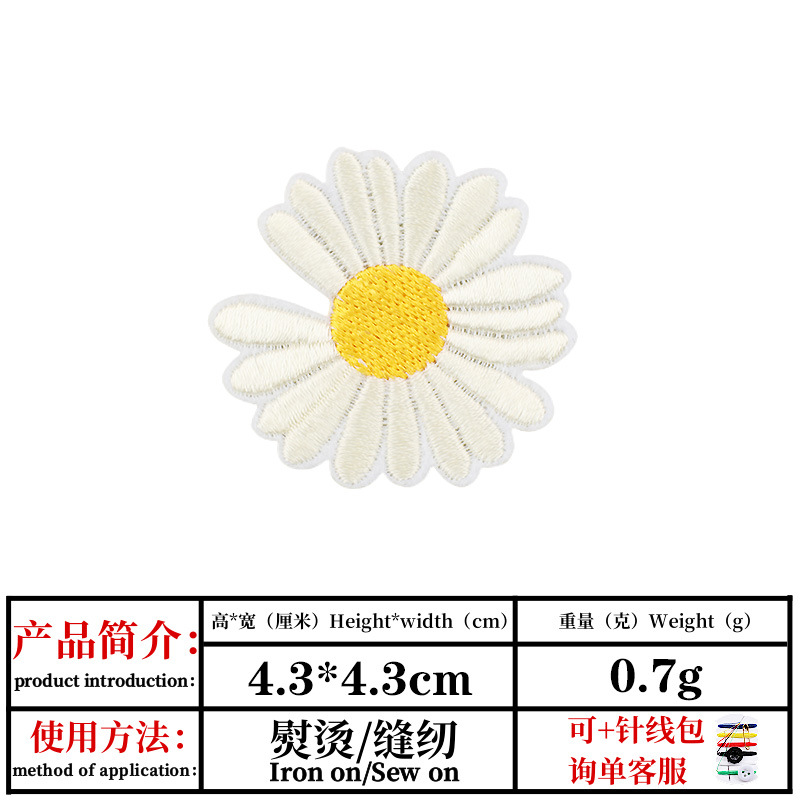 产品简介：
product introduction：
高*宽（厘米）Height*width（cm）
重量（克）Weight（g）
4.3*4.3cm
0.7g
使用方法：
method of application：
熨烫/缝纫
Iron on/Sew on
可+针线包
询单客服